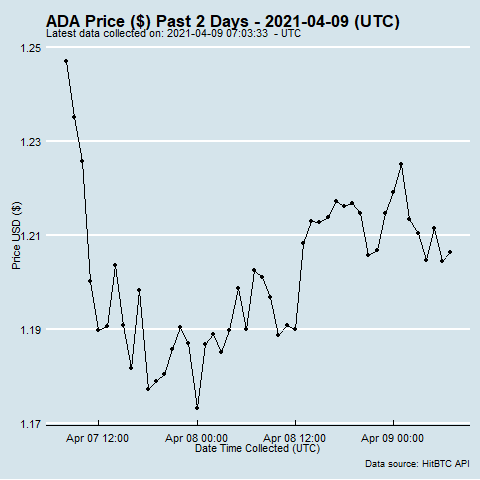 ADA Price ($) Past 2 Days - 2021-04-09 (UTC)
Latest data collected on: 2021-04-09 07:03:33 - UTC
1.25
1.23
1.21
1.19
1.17
Price USD ($)
Apr 07 12:00 Apr 08 00:00 Apr 08 12:00 Apr 09 00:00
Date Time Collected (UTC)
Data source: HitBTC API